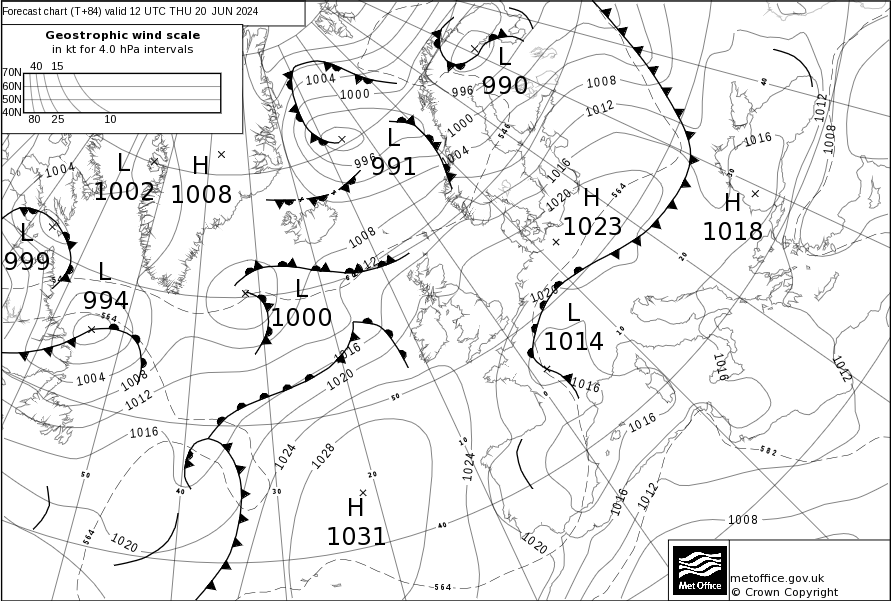 Forecast chart (T+84) valid 12 UTC THU 20 JUN 2024
Geostrophic wind scale
in kt for 4.0 hPa intervals
40 15
70N
60N
50N
40N
80 25 10
1004
1000
996
L
990
996
1008
1012
40
1012
1008
1000
546
1004
L
991
996
1016
1004
L
1002
H
1008
1016
50
1020
564
H
1023
H
1018
L
999
1008
20
L
994
564
L
1000
1020
L
1014
10
1016
1004
1008
1012
1020
1016
0
1016
1012
50
1016
1016
1024
1028
10
1024
582
50
40
30
20
H
1031
40
1016
1012
1008
564
1020
1020
564
Met Office
metoffice.gov.uk
© Crown Copyright